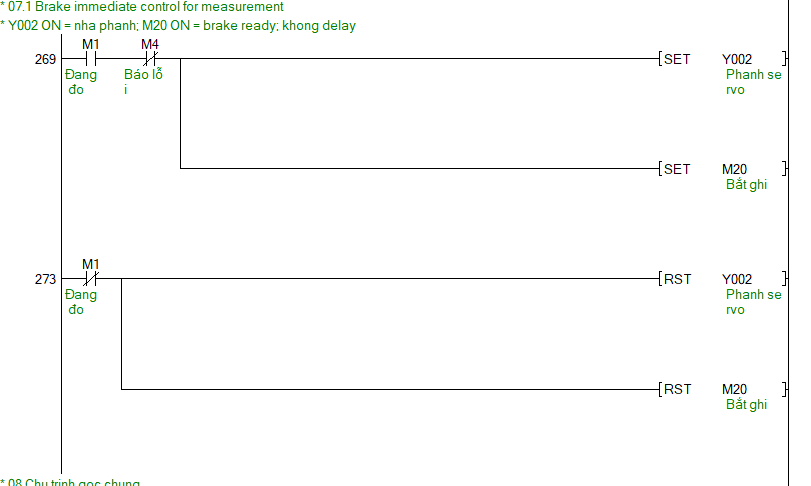 * 07.1 Brake immediate control for measurement
* Y002 ON = nha phanh; M20 ON = brake ready; khong delay
M1 M4
269 SET Y002
Đang Báo lỗ Phanh se
đo i rvo
SET M20
Bắt ghi
M1
273 RST Y002
Đang Phanh se
đo rvo
RST M20
Bắt ghi
* 08 Chu trinh goc chung